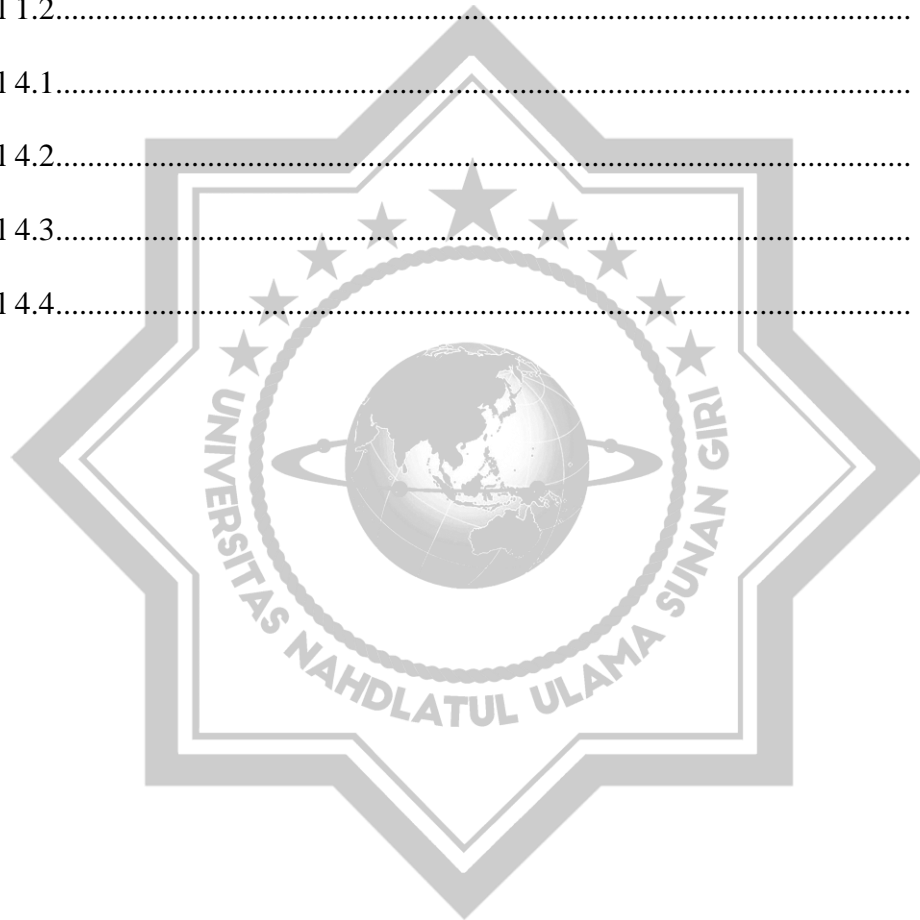 l 1.2................................................................................
l 4.1................................................................................
l 4.2................................................................................
l 4.3................................................................................
l 4.4................................................................................
UNIVERSITAS NAHDLATUL ULAMA SUNAN GIRI